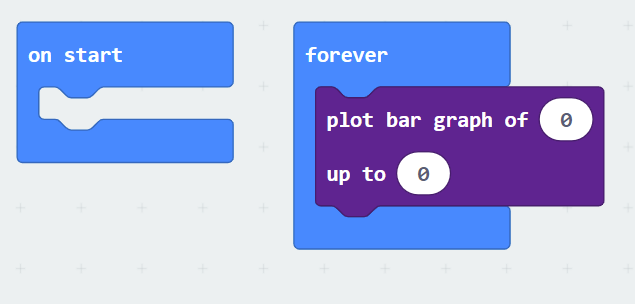 on start
forever
plot bar graph of 0
up to 0